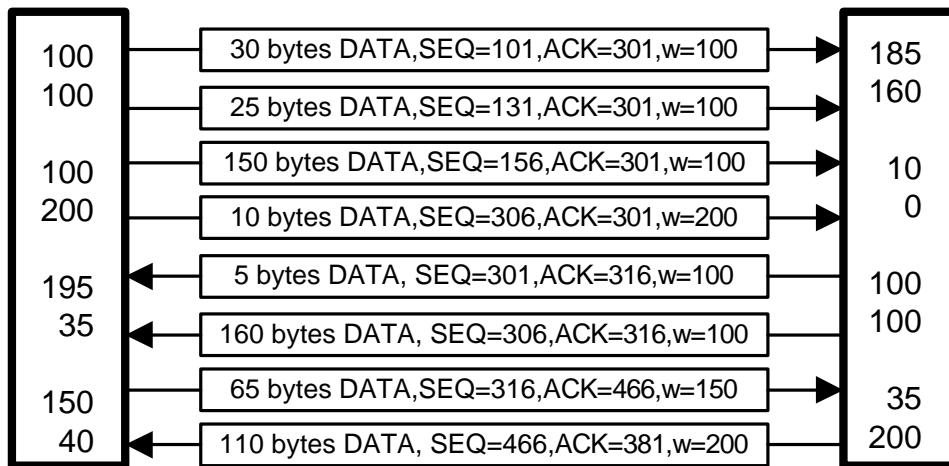 100 30 bytes DATA,SEQ=101,ACK=301,w=100 185
100 25 bytes DATA,SEQ=131,ACK=301,w=100 160
100 150 bytes DATA,SEQ=156,ACK=301,w=100 10
200 10 bytes DATA,SEQ=306,ACK=301,w=200 0
195 5 bytes DATA, SEQ=301,ACK=316,w=100 100
35 160 bytes DATA, SEQ=306,ACK=316,w=100 100
150 65 bytes DATA,SEQ=316,ACK=466,w=150 35
40 110 bytes DATA, SEQ=466,ACK=381,w=200 200